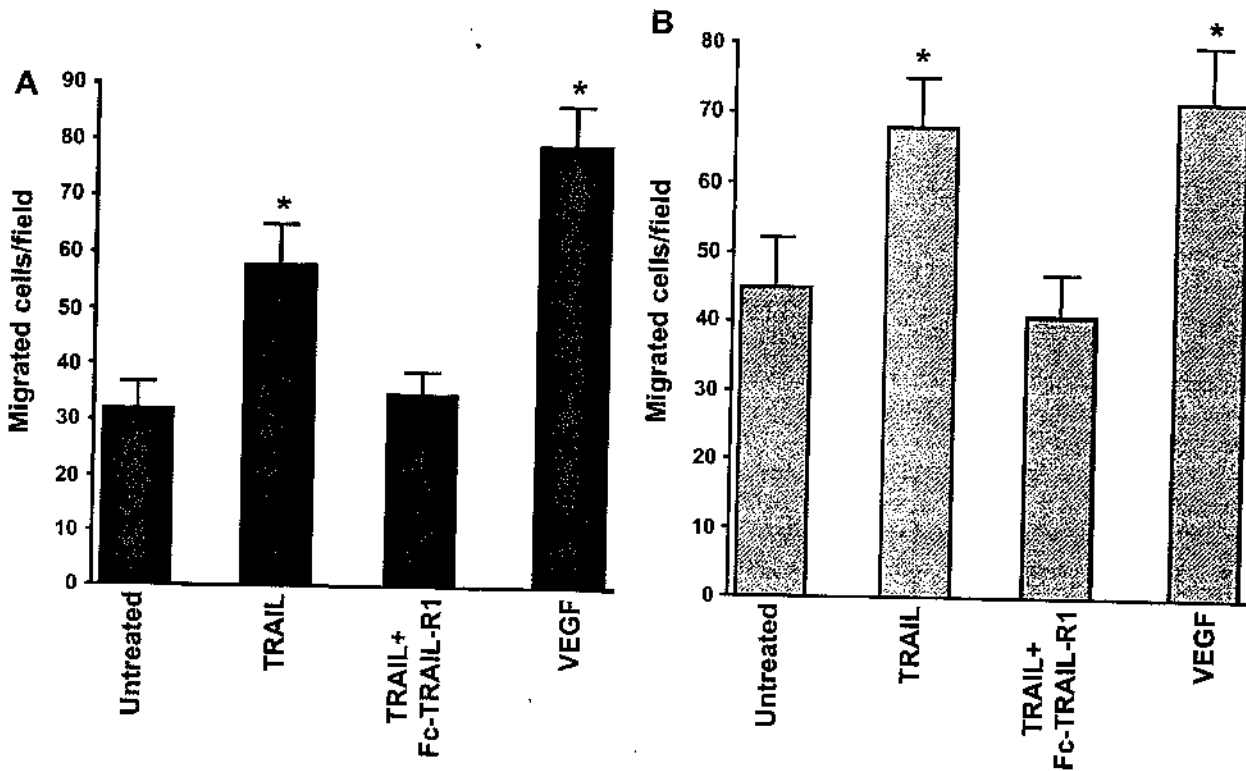 A
Migrated cells/field
90
80
70
60
50
40
30
20
10
0
*
*
Untreated
TRAIL
TRAIL+
Fc-TRAIL-R1
VEGF
B
Migrated cells/field
80
70
60
50
40
30
20
10
0
*
*
Untreated
TRAIL
TRAIL+
Fc-TRAIL-R1
VEGF